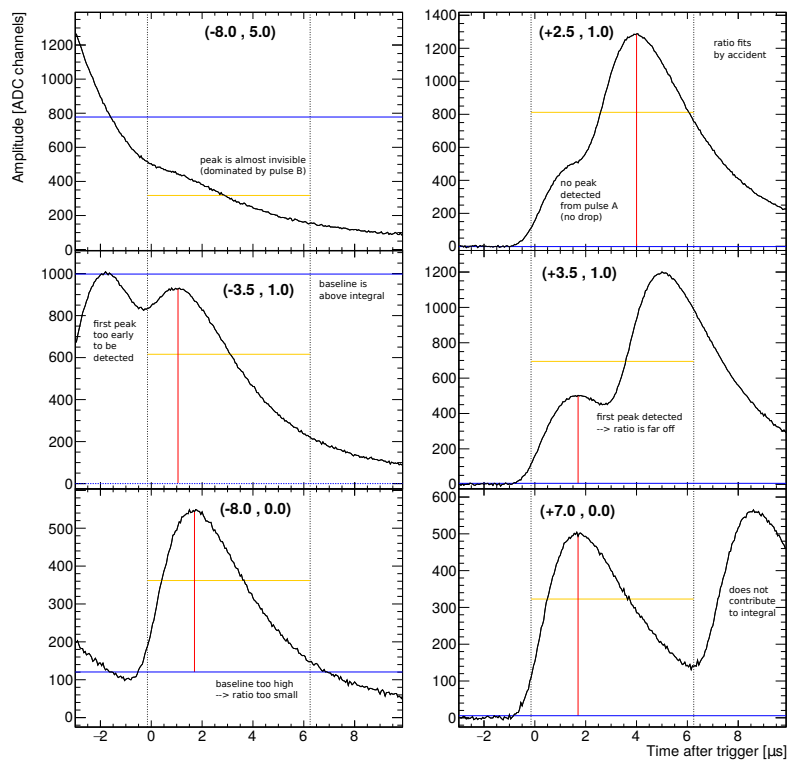 Amplitude [ADC channels]
(-8.0 , 5.0)
1200
1000
800
600
400
200
0
peak is almost invisible
(dominated by pulse B)
(+2.5 , 1.0)
1400
1200
1000
800
600
400
200
0
ratio fits
by accident
no peak
detected
from pulse A
(no drop)
(-3.5 , 1.0)
1000
800
600
400
200
0
baseline is
above integral
first peak
too early
to be
detected
(+3.5 , 1.0)
1200
1000
800
600
400
200
0
first peak detected
--> ratio is far off
(-8.0 , 0.0)
500
400
300
200
100
0
baseline too high
--> ratio too small
−2 0 2 4 6 8
(+7.0 , 0.0)
600
500
400
300
200
100
0
does not
contribute
to integral
−2 0 2 4 6 8
Time after trigger [µs]